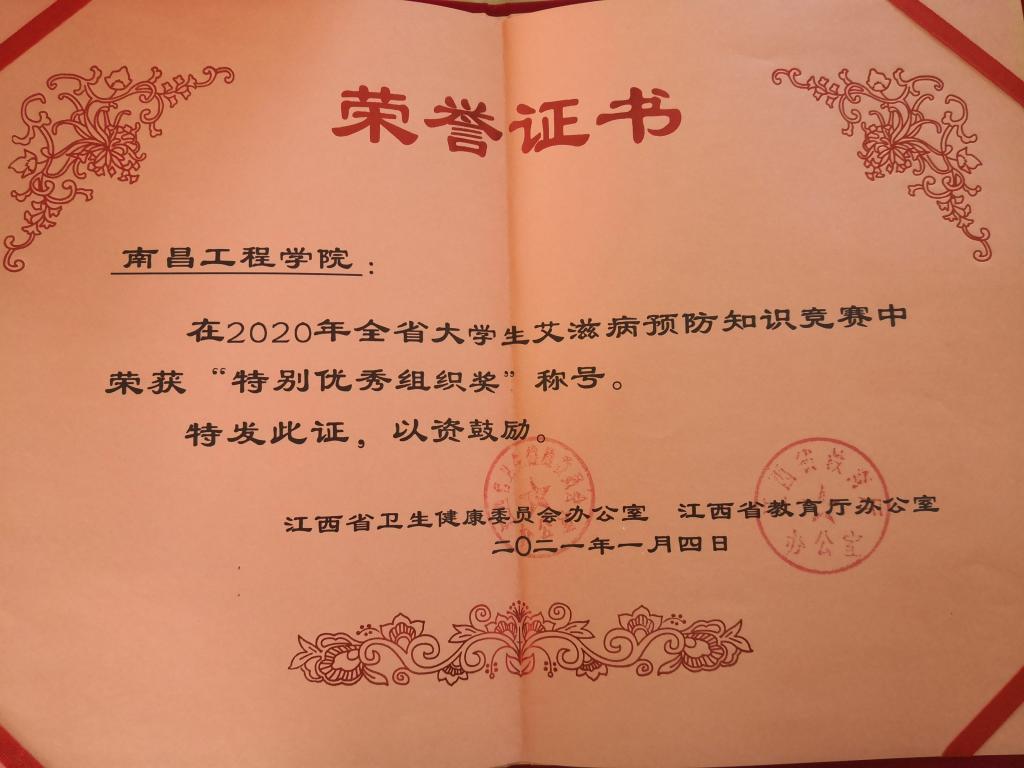 荣誉证书
南昌工程学院：
在2020年全省大学生艾滋病预防知识竞赛中
荣获“特别优秀组织奖”称号。
特发此证，以资鼓励。
江西省卫生健康委员会办公室 江西省教育厅办公室
二〇二一年一月四日
办公室